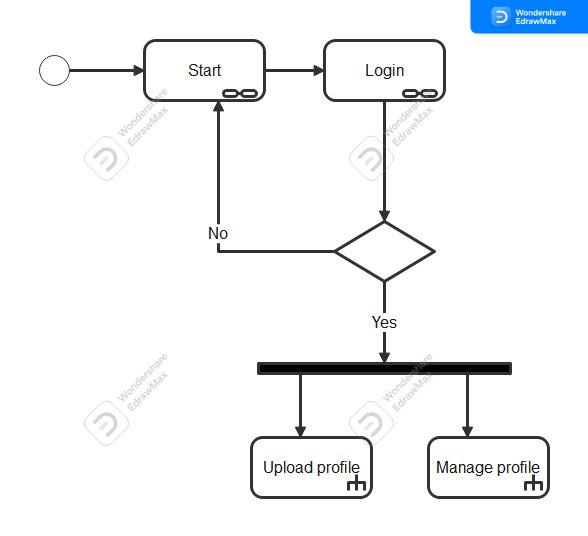 Wondershare
EdrawMax
Start
Login
Wondershare
EdrawMax
Wondershare
EdrawMax
No
Yes
Wondershare
EdrawMax
Wondershare
EdrawMax
Upload profile
Manage profile